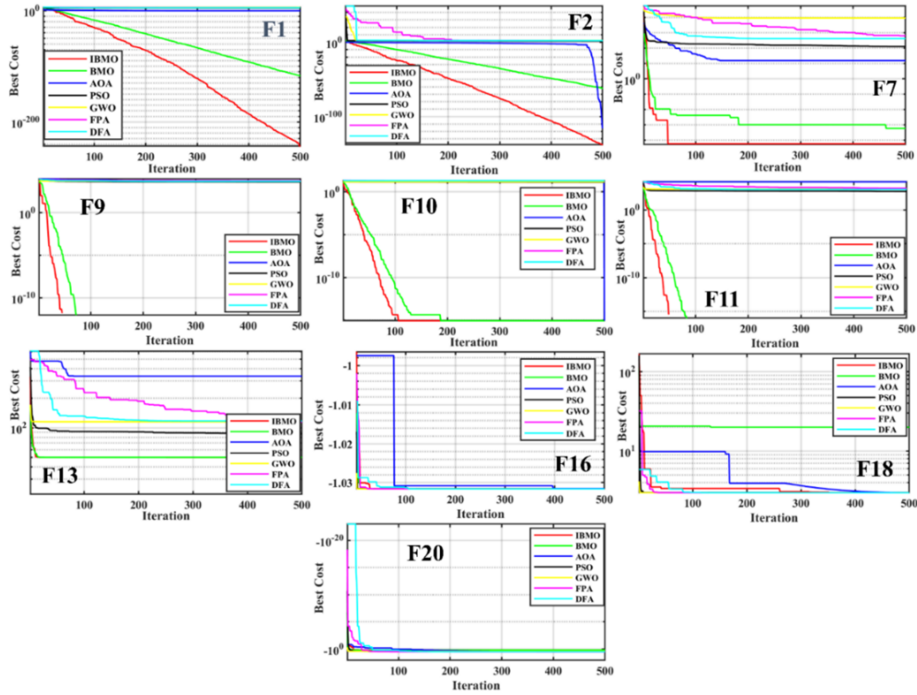 F1
Best Cost
10^-200
IBMO
BMO
AOA
PSO
GWO
FPA
DFA
100 200 300 400 500
Iteration
F2
Best Cost
10^0
10^-100
IBMO
BMO
AOA
PSO
GWO
FPA
DFA
100 200 300 400 500
Iteration
F7
Best Cost
10^0
IBMO
BMO
AOA
PSO
GWO
FPA
DFA
100 200 300 400 500
Iteration
F9
Best Cost
10^0
10^-10
IBMO
BMO
AOA
PSO
GWO
FPA
DFA
100 200 300 400 500
Iteration
F10
Best Cost
10^0
10^-10
IBMO
BMO
AOA
PSO
GWO
FPA
DFA
100 200 300 400 500
Iteration
F11
Best Cost
10^0
10^-10
IBMO
BMO
AOA
PSO
GWO
FPA
DFA
100 200 300 400 500
Iteration
F13
Best Cost
10^2
IBMO
BMO
AOA
PSO
GWO
FPA
DFA
100 200 300 400 500
Iteration
F16
Best Cost
-1
-1.01
-1.02
-1.03
IBMO
BMO
AOA
PSO
GWO
FPA
DFA
100 200 300 400 500
Iteration
F18
Best Cost
10^2
10^1
IBMO
BMO
AOA
PSO
GWO
FPA
DFA
100 200 300 400 500
Iteration
F20
Best Cost
-10^-20
-10^0
IBMO
BMO
AOA
PSO
GWO
FPA
DFA
100 200 300 400 500
Iteration